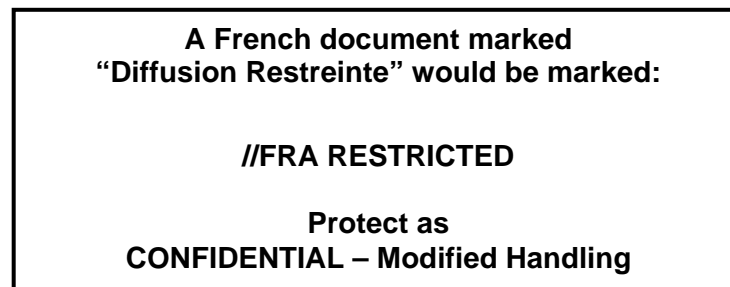 A French document marked
“Diffusion Restreinte” would be marked:
//FRA RESTRICTED
Protect as
CONFIDENTIAL – Modified Handling